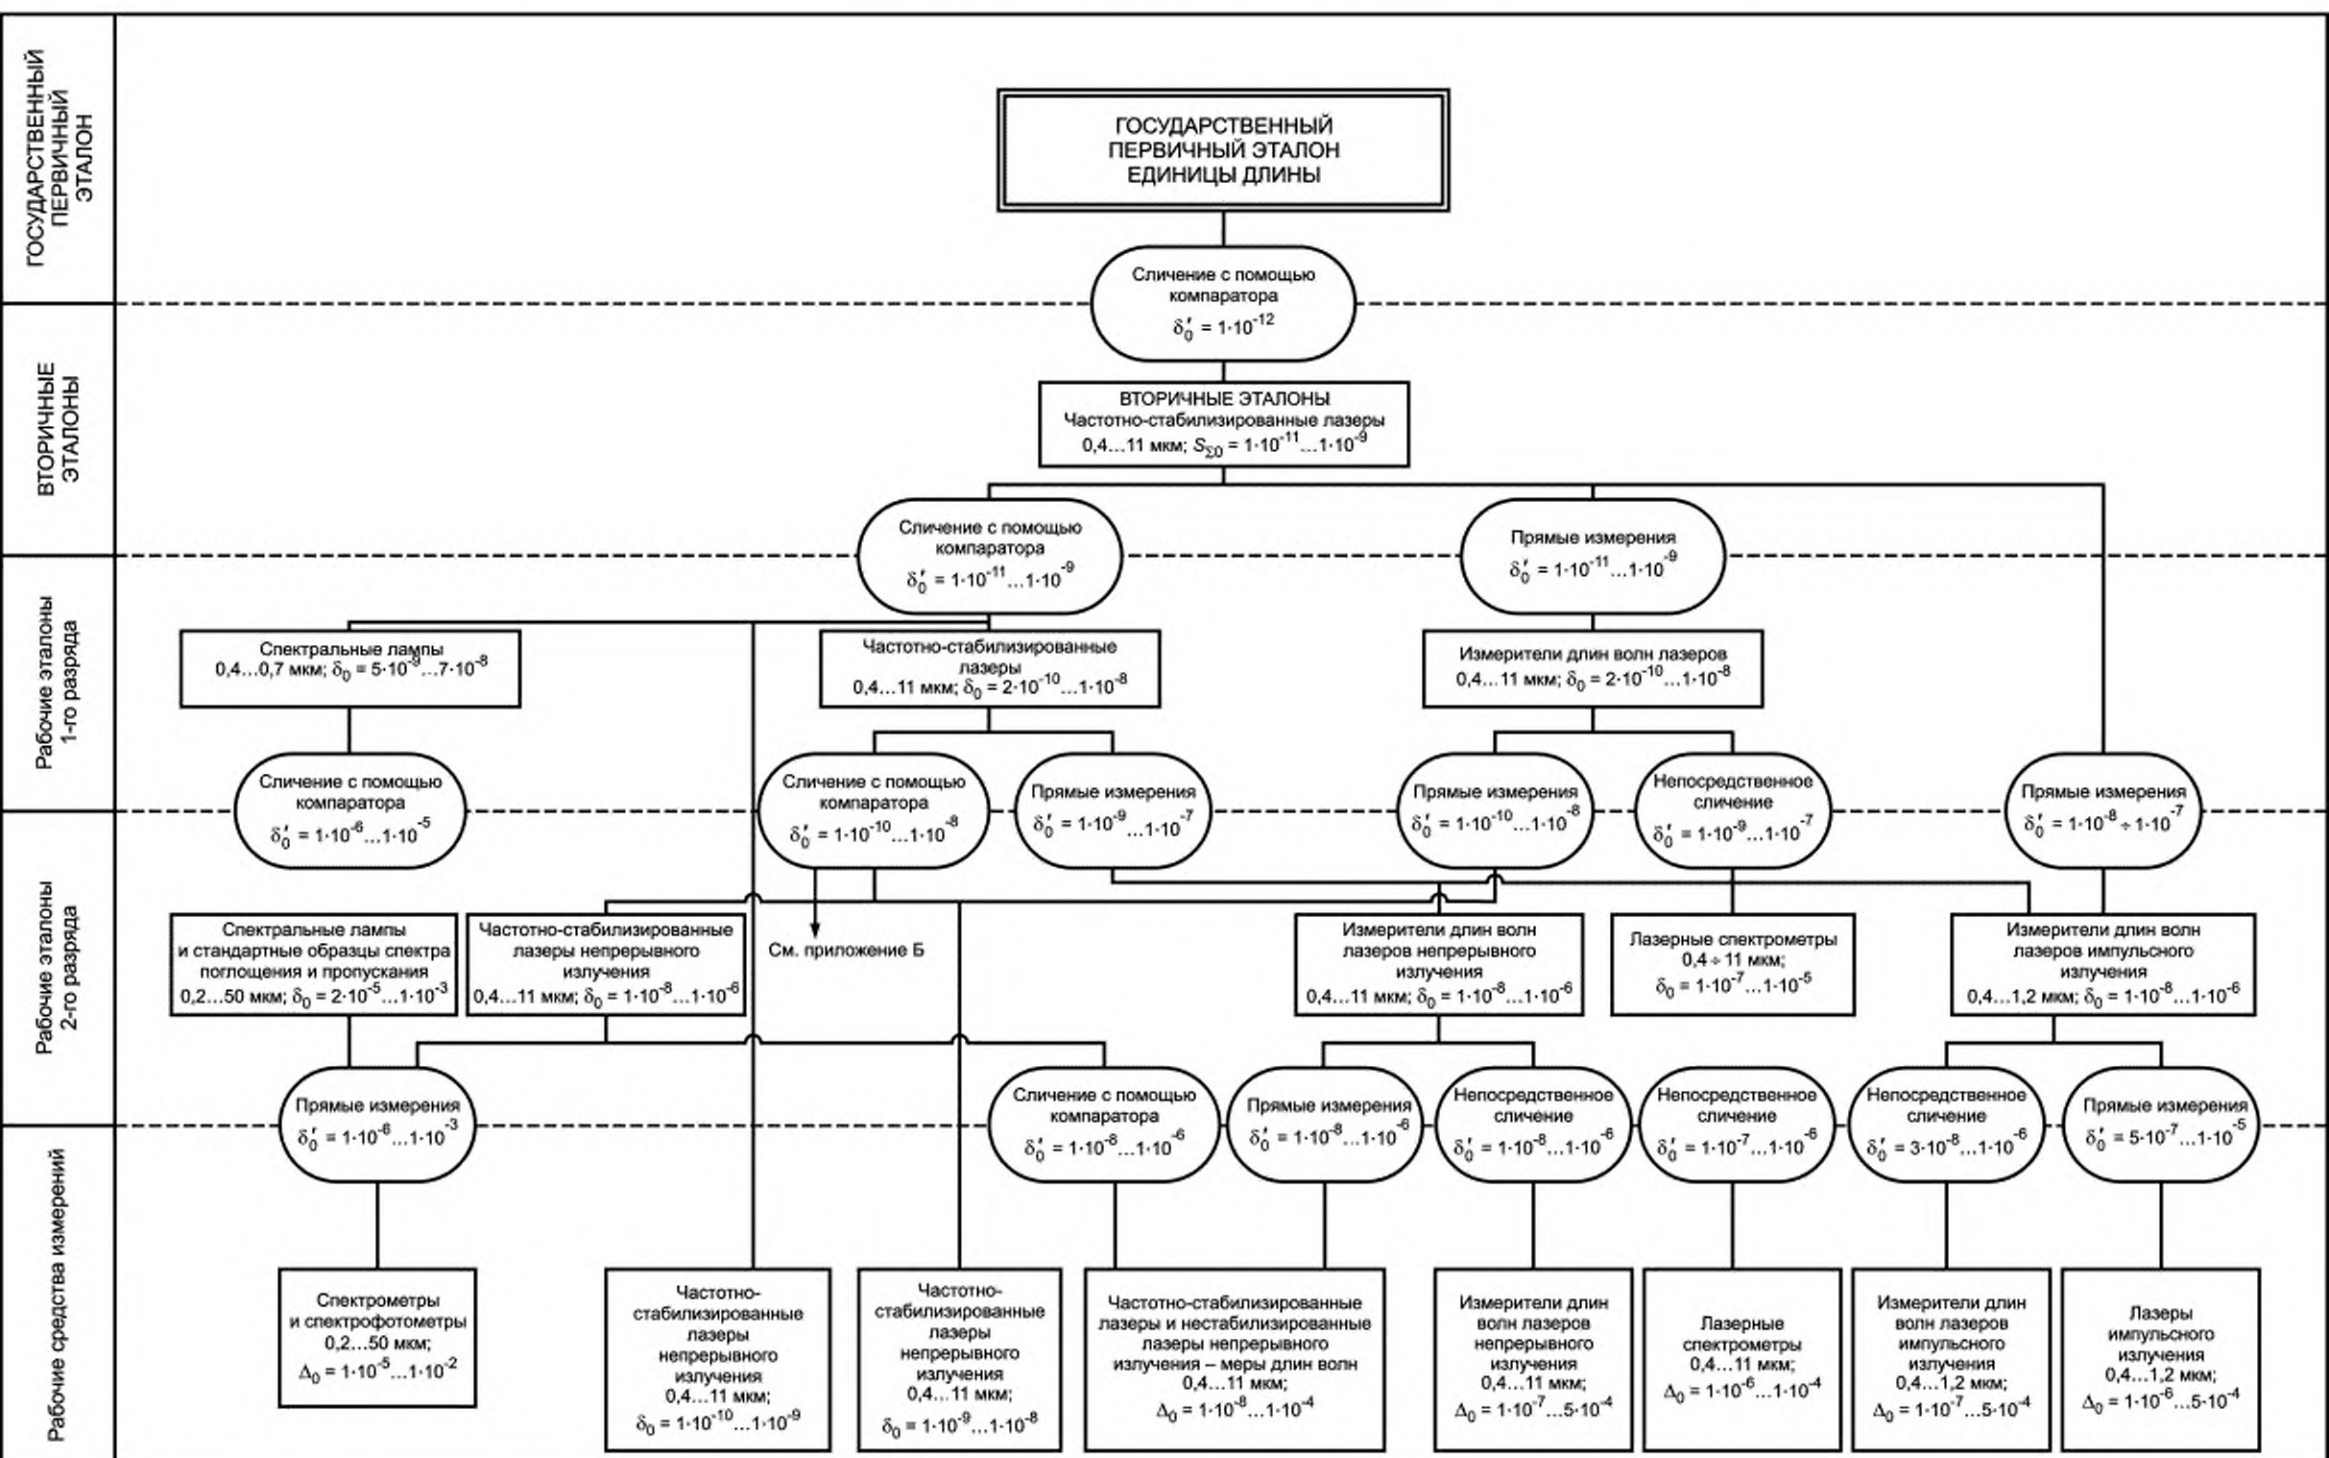 ГОСУДАРСТВЕННЫЙ
ПЕРВИЧНЫЙ
ЭТАЛОН
ГОСУДАРСТВЕННЫЙ
ПЕРВИЧНЫЙ ЭТАЛОН
ЕДИНИЦЫ ДЛИНЫ
Сличение с помощью
компаратора
δ₀′ = 1·10⁻¹²
ВТОРИЧНЫЕ
ЭТАЛОНЫ
ВТОРИЧНЫЕ ЭТАЛОНЫ
Частотно-стабилизированные лазеры
0,4...11 мкм; S_Σ0 = 1·10⁻¹¹...1·10⁻⁹
Сличение с помощью
компаратора
δ₀′ = 1·10⁻¹¹...1·10⁻⁹
Прямые измерения
δ₀′ = 1·10⁻¹¹...1·10⁻⁹
Рабочие эталоны
1-го разряда
Спектральные лампы
0,4...0,7 мкм; δ₀ = 5·10⁻⁹...7·10⁻⁸
Частотно-стабилизированные
лазеры
0,4...11 мкм; δ₀ = 2·10⁻¹⁰...1·10⁻⁸
Измерители длин волн лазеров
0,4...11 мкм; δ₀ = 2·10⁻¹⁰...1·10⁻⁸
Сличение с помощью
компаратора
δ₀′ = 1·10⁻⁶...1·10⁻⁵
Сличение с помощью
компаратора
δ₀′ = 1·10⁻¹⁰...1·10⁻⁸
Прямые измерения
δ₀′ = 1·10⁻⁹...1·10⁻⁷
Прямые измерения
δ₀′ = 1·10⁻¹⁰...1·10⁻⁸
Непосредственное
сличение
δ₀′ = 1·10⁻⁹...1·10⁻⁷
Прямые измерения
δ₀′ = 1·10⁻⁸ ÷ 1·10⁻⁷
Рабочие эталоны
2-го разряда
Спектральные лампы
и стандартные образцы спектра
поглощения и пропускания
0,2...50 мкм; δ₀ = 2·10⁻⁵...1·10⁻³
Частотно-стабилизированные
лазеры непрерывного
излучения
0,4...11 мкм; δ₀ = 1·10⁻⁸...1·10⁻⁶
См. приложение Б
Измерители длин волн
лазеров непрерывного
излучения
0,4...11 мкм; δ₀ = 1·10⁻⁸...1·10⁻⁶
Лазерные спектрометры
0,4 ÷ 11 мкм;
δ₀ = 1·10⁻⁷...1·10⁻⁵
Измерители длин волн
лазеров импульсного
излучения
0,4...1,2 мкм; δ₀ = 1·10⁻⁸...1·10⁻⁶
Прямые измерения
δ₀′ = 1·10⁻⁶...1·10⁻³
Сличение с помощью
компаратора
δ₀′ = 1·10⁻⁸...1·10⁻⁶
Прямые измерения
δ₀′ = 1·10⁻⁸...1·10⁻⁶
Непосредственное
сличение
δ₀′ = 1·10⁻⁸...1·10⁻⁶
Непосредственное
сличение
δ₀′ = 1·10⁻⁷...1·10⁻⁶
Непосредственное
сличение
δ₀′ = 3·10⁻⁸...1·10⁻⁶
Прямые измерения
δ₀′ = 5·10⁻⁷...1·10⁻⁵
Рабочие средства измерений
Спектрометры
и спектрофотометры
0,2...50 мкм;
Δ₀ = 1·10⁻⁵...1·10⁻²
Частотно-
стабилизированные
лазеры
непрерывного
излучения
0,4...11 мкм;
δ₀ = 1·10⁻¹⁰...1·10⁻⁹
Частотно-
стабилизированные
лазеры
непрерывного
излучения
0,4...11 мкм;
δ₀ = 1·10⁻⁹...1·10⁻⁸
Частотно-стабилизированные
лазеры и нестабилизированные
лазеры непрерывного
излучения – меры длин волн
0,4...11 мкм;
Δ₀ = 1·10⁻⁸...1·10⁻⁴
Измерители длин
волн лазеров
непрерывного
излучения
0,4...11 мкм;
Δ₀ = 1·10⁻⁷...5·10⁻⁴
Лазерные
спектрометры
0,4...11 мкм;
Δ₀ = 1·10⁻⁶...1·10⁻⁴
Измерители длин
волн лазеров
импульсного
излучения
0,4...1,2 мкм;
Δ₀ = 1·10⁻⁷...5·10⁻⁴
Лазеры
импульсного
излучения
0,4...1,2 мкм;
Δ₀ = 1·10⁻⁶...5·10⁻⁴